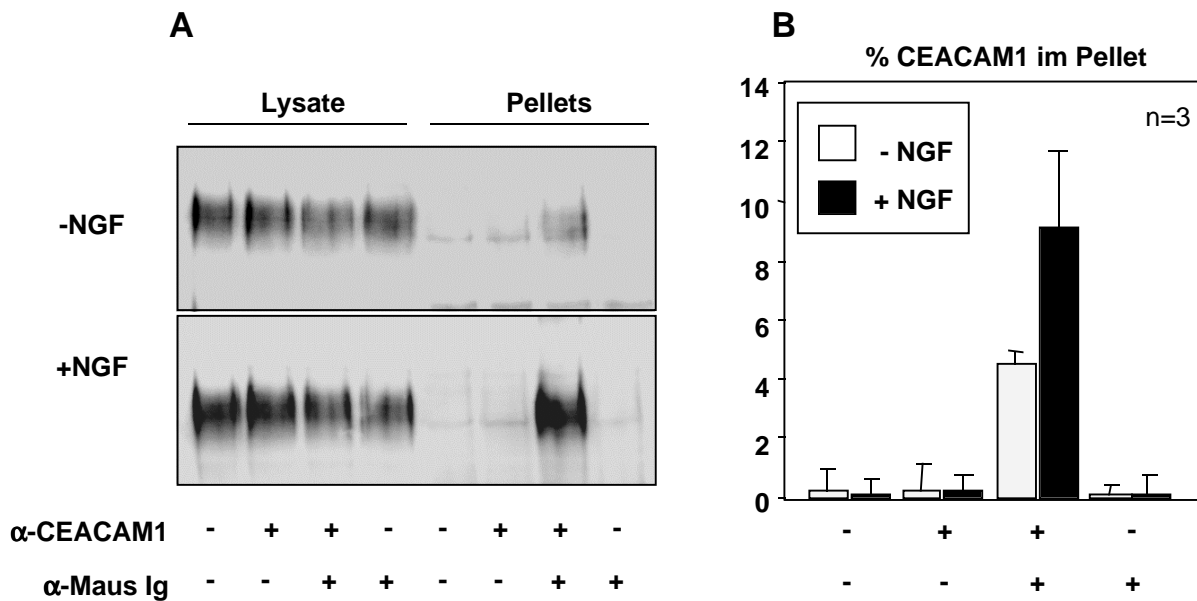 A
Lysate
Pellets
-NGF
+NGF
α-CEACAM1 - + + - - + + -
α-Maus Ig - - + + - - + +
B
% CEACAM1 im Pellet
14
12
10
8
6
4
2
0
- NGF
+ NGF
n=3
- + + -
- - + +